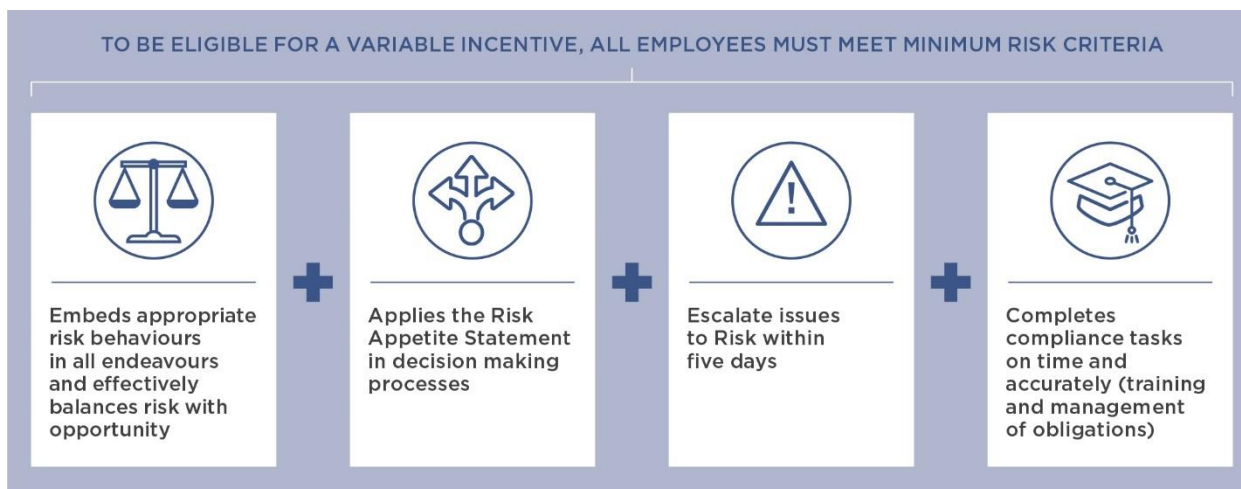 TO BE ELIGIBLE FOR A VARIABLE INCENTIVE, ALL EMPLOYEES MUST MEET MINIMUM RISK CRITERIA
Embeds appropriate
risk behaviours
in all endeavours
and effectively
balances risk with
opportunity
Applies the Risk
Appetite Statement
in decision making
processes
Escalate issues
to Risk within
five days
Completes
compliance tasks
on time and
accurately (training
and management
of obligations)